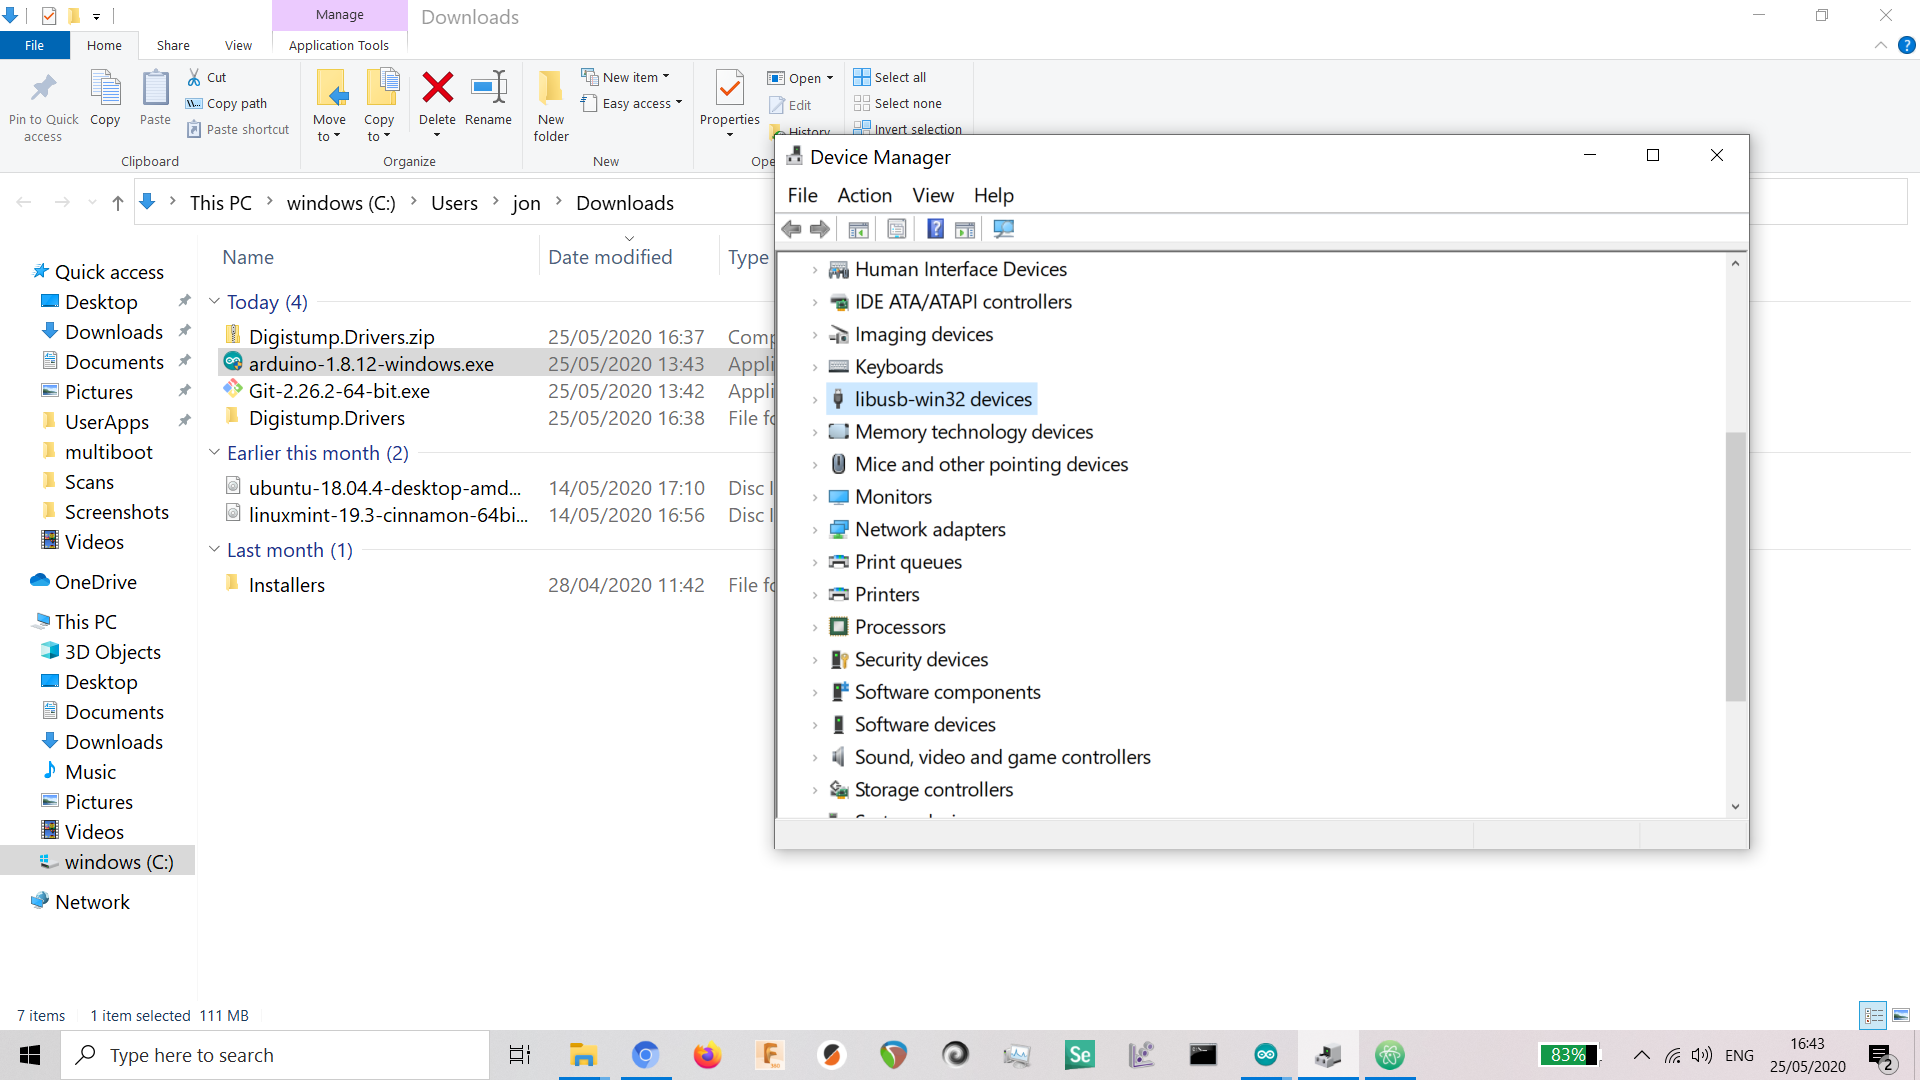 Manage
Downloads
File
Home
Share
View
Application Tools
Pin to Quick access
Copy
Paste
Cut
Copy path
Paste shortcut
Clipboard
Move to
Copy to
Delete
Rename
Organize
New folder
New item
Easy access
New
Properties
Open
Edit
History
Ope
Select all
Select none
Invert selection
This PC
windows (C:)
Users
jon
Downloads
Quick access
Desktop
Downloads
Documents
Pictures
UserApps
multiboot
Scans
Screenshots
Videos
OneDrive
This PC
3D Objects
Desktop
Documents
Downloads
Music
Pictures
Videos
windows (C:)
Network
Name Date modified Type
Today (4)
Digistump.Drivers.zip 25/05/2020 16:37 Comp
arduino-1.8.12-windows.exe 25/05/2020 13:43 Appli
Git-2.26.2-64-bit.exe 25/05/2020 13:42 Appli
Digistump.Drivers 25/05/2020 16:38 File fo
Earlier this month (2)
ubuntu-18.04.4-desktop-amd... 14/05/2020 17:10 Disc I
linuxmint-19.3-cinnamon-64bi... 14/05/2020 16:56 Disc I
Last month (1)
Installers 28/04/2020 11:42 File fo
Device Manager
File Action View Help
Human Interface Devices
IDE ATA/ATAPI controllers
Imaging devices
Keyboards
libusb-win32 devices
Memory technology devices
Mice and other pointing devices
Monitors
Network adapters
Print queues
Printers
Processors
Security devices
Software components
Software devices
Sound, video and game controllers
Storage controllers
7 items 1 item selected 111 MB
Type here to search
Se
83%
ENG
16:43
25/05/2020
2